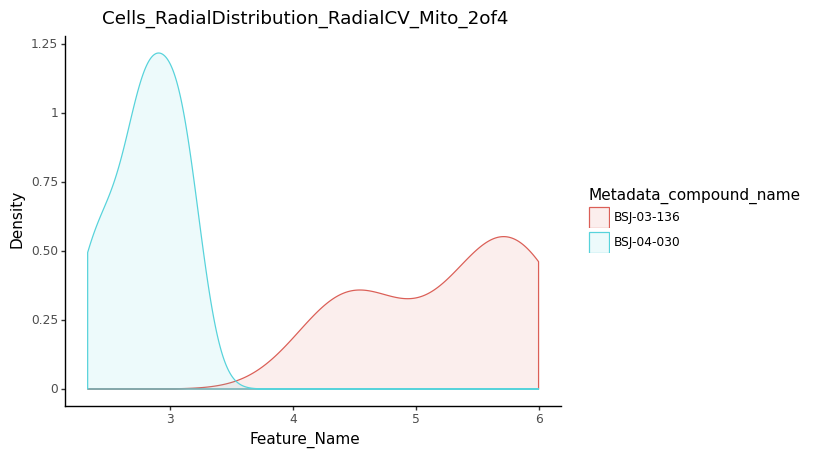 Cells_RadialDistribution_RadialCV_Mito_2of4
1.25
1
0.75
0.50
0.25
0
Density
3
4
5
6
Feature_Name
Metadata_compound_name
BSJ-03-136
BSJ-04-030